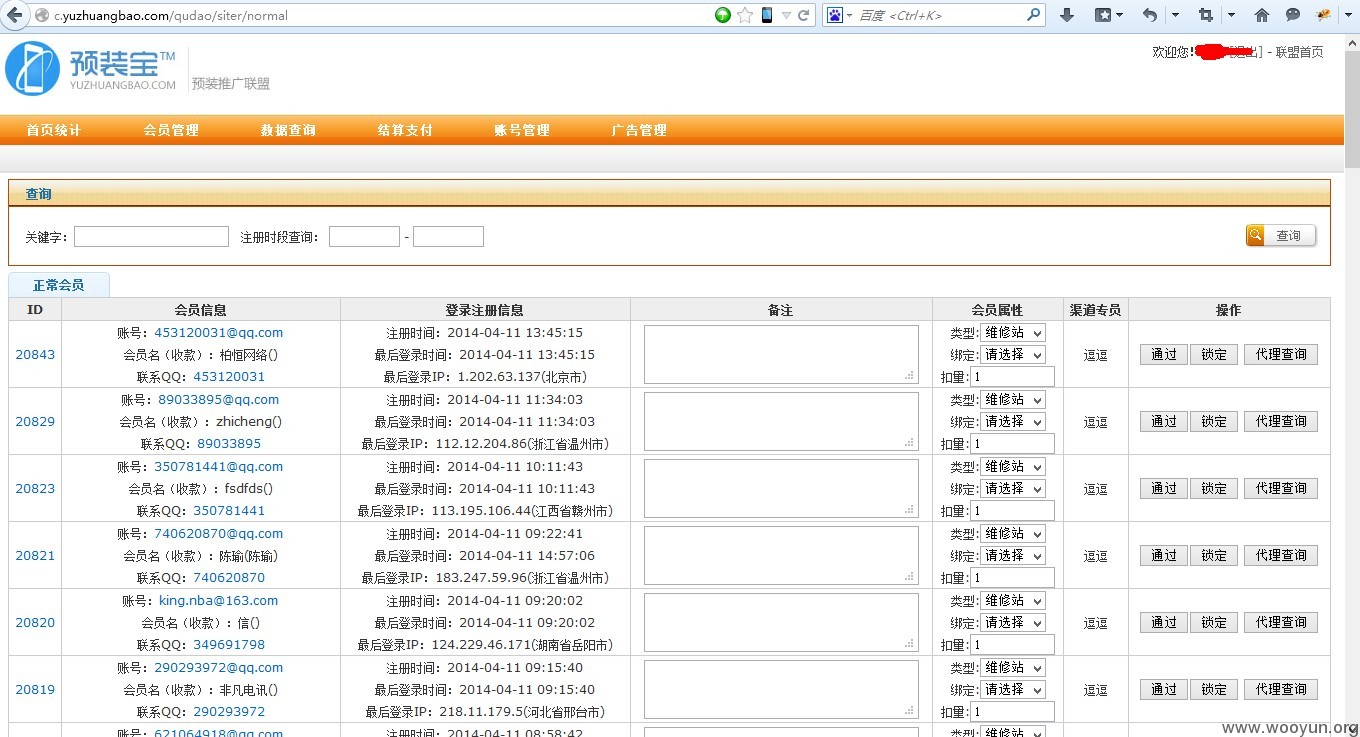 c.yuzhuangbao.com/qudao/siter/normal
百度 <Ctrl+K>
预装宝™
YUZHUANGBAO.COM
预装推广联盟
欢迎您! 出] - 联盟首页
首页统计 会员管理 数据查询 结算支付 账号管理 广告管理
查询
关键字: 注册时段查询: - 查询
正常会员
ID 会员信息 登录注册信息 备注 会员属性 渠道专员 操作
账号: 453120031@qq.com 注册时间: 2014-04-11 13:45:15 类型: 维修站
20843 会员名（收款）: 柏恒网络() 最后登录时间: 2014-04-11 13:45:15 绑定: 请选择 逗逗 通过 锁定 代理查询
联系QQ: 453120031 最后登录IP: 1.202.63.137(北京市) 扣量: 1
账号: 89033895@qq.com 注册时间: 2014-04-11 11:34:03 类型: 维修站
20829 会员名（收款）: zhicheng() 最后登录时间: 2014-04-11 11:34:03 绑定: 请选择 逗逗 通过 锁定 代理查询
联系QQ: 89033895 最后登录IP: 112.12.204.86(浙江省温州市) 扣量: 1
账号: 350781441@qq.com 注册时间: 2014-04-11 10:11:43 类型: 维修站
20823 会员名（收款）: fsdfds() 最后登录时间: 2014-04-11 10:11:43 绑定: 请选择 逗逗 通过 锁定 代理查询
联系QQ: 350781441 最后登录IP: 113.195.106.44(江西省赣州市) 扣量: 1
账号: 740620870@qq.com 注册时间: 2014-04-11 09:22:41 类型: 维修站
20821 会员名（收款）: 陈瑜(陈瑜) 最后登录时间: 2014-04-11 14:57:06 绑定: 请选择 逗逗 通过 锁定 代理查询
联系QQ: 740620870 最后登录IP: 183.247.59.96(浙江省温州市) 扣量: 1
账号: king.nba@163.com 注册时间: 2014-04-11 09:20:02 类型: 维修站
20820 会员名（收款）: 信() 最后登录时间: 2014-04-11 09:20:02 绑定: 请选择 逗逗 通过 锁定 代理查询
联系QQ: 349691798 最后登录IP: 124.229.46.171(湖南省岳阳市) 扣量: 1
账号: 290293972@qq.com 注册时间: 2014-04-11 09:15:40 类型: 维修站
20819 会员名（收款）: 非凡电讯() 最后登录时间: 2014-04-11 09:15:40 绑定: 请选择 逗逗 通过 锁定 代理查询
联系QQ: 290293972 最后登录IP: 218.11.179.5(河北省邢台市) 扣量: 1
账号: 621064918@qq.com 注册时间: 2014-04-11 08:58:42 类型: 维修站
www.wooyun.org